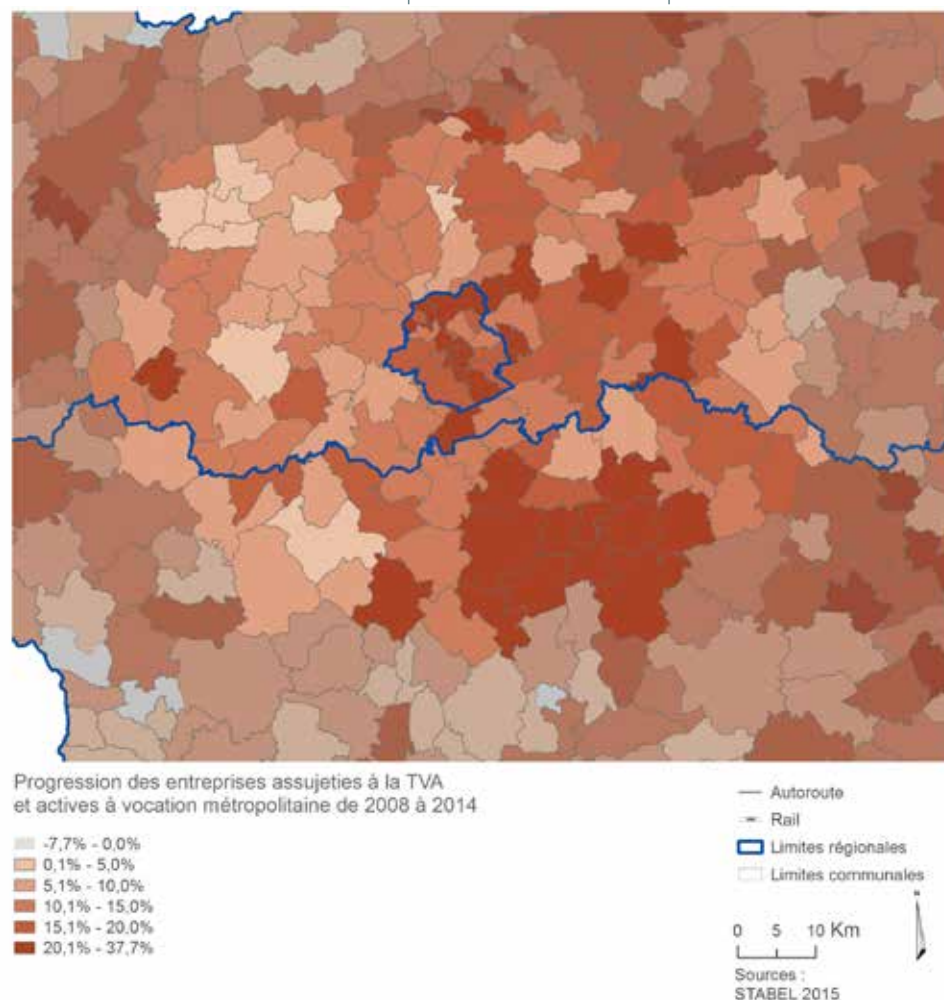 Progression des entreprises assujeties à la TVA
et actives à vocation métropolitaine de 2008 à 2014
-7,7% - 0,0%
0,1% - 5,0%
5,1% - 10,0%
10,1% - 15,0%
15,1% - 20,0%
20,1% - 37,7%
Autoroute
Rail
Limites régionales
Limites communales
N
0 5 10 Km
Sources :
STABEL 2015